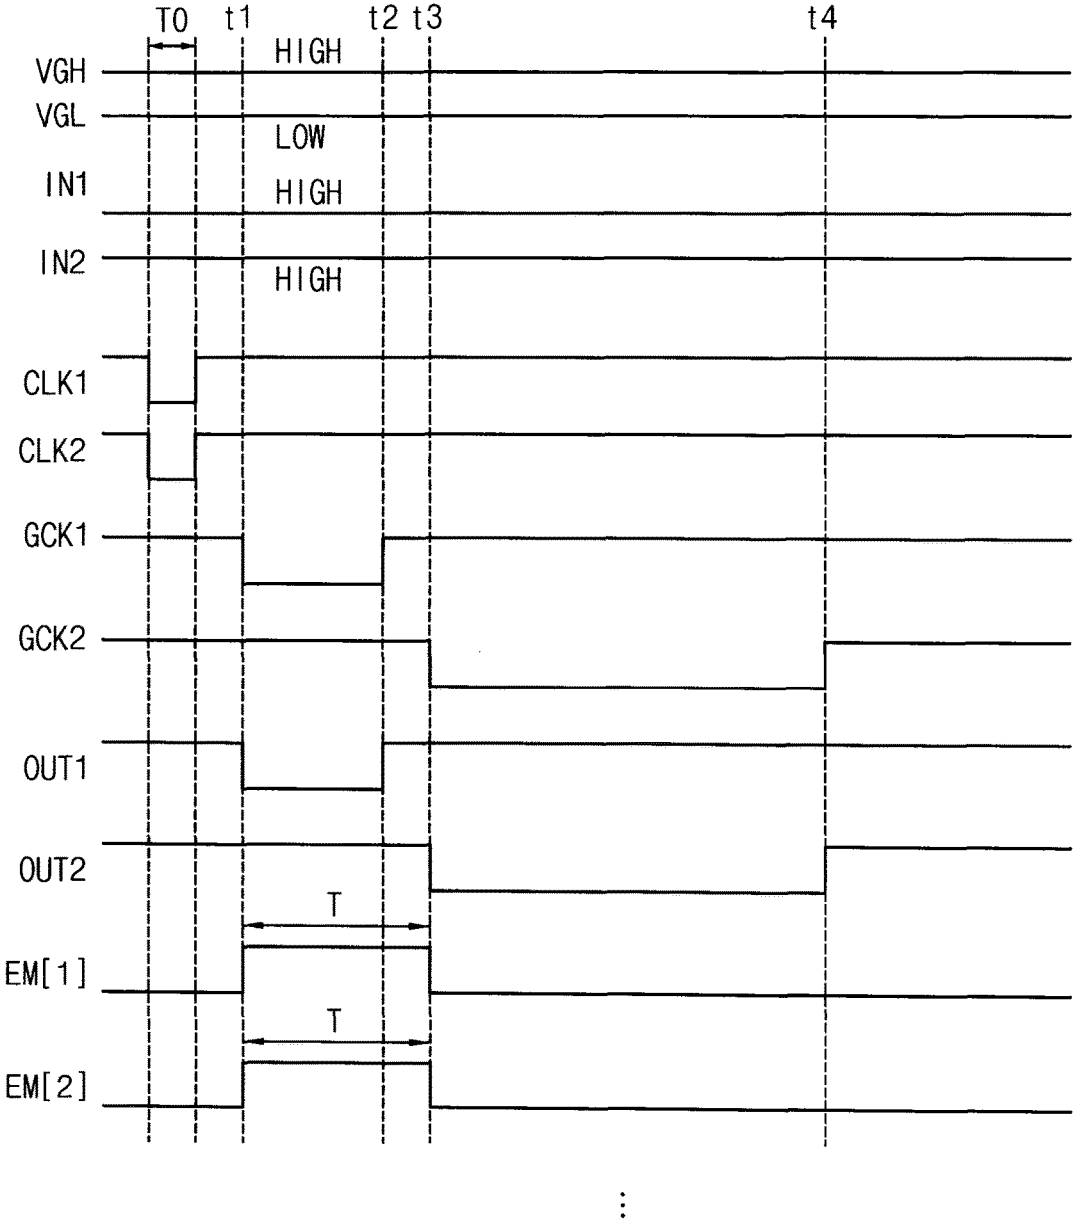 T0 t1 t2 t3 t4
VGH HIGH
VGL LOW
IN1 HIGH
IN2 HIGH
CLK1
CLK2
GCK1
GCK2
OUT1
OUT2
T
EM[1]
T
EM[2]
⋮